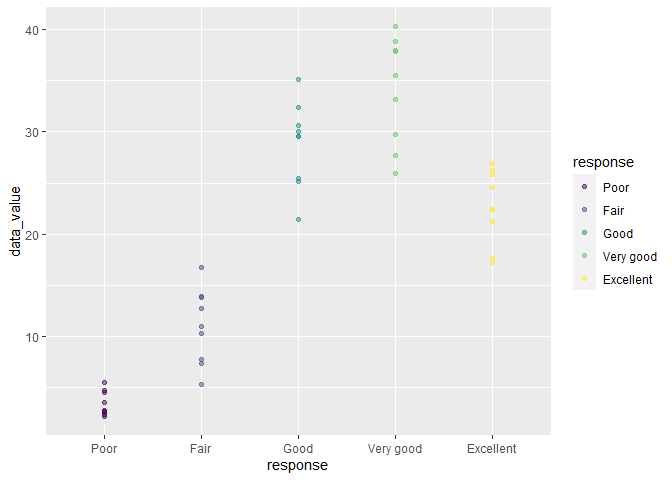 40
30
20
10
data_value
Poor
Fair
Good
Very good
Excellent
response
response
Poor
Fair
Good
Very good
Excellent